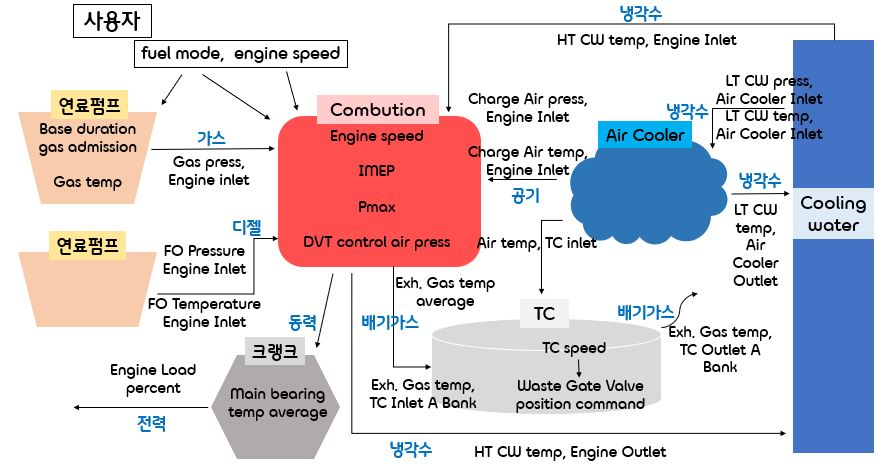 사용자
fuel mode, engine speed
냉각수
HT CW temp, Engine Inlet
연료펌프
Base duration
gas admission
Gas temp
가스
Gas press,
Engine inlet
Combution
Engine speed
IMEP
Pmax
DVT control air press
Charge Air press,
Engine Inlet
Charge Air temp,
Engine Inlet
공기
냉각수
LT CW press,
Air Cooler Inlet
LT CW temp,
Air Cooler Inlet
Air Cooler
냉각수
LT CW
temp,
Air
Cooler
Outlet
Cooling
water
연료펌프
디젤
FO Pressure
Engine Inlet
FO Temperature
Engine Inlet
Air temp, TC inlet
Exh. Gas temp
average
동력
배기가스
TC
배기가스
Exh. Gas temp,
TC Outlet A
Bank
TC speed
Waste Gate Valve
position command
Exh. Gas temp,
TC Inlet A Bank
크랭크
Main bearing
temp average
Engine Load
percent
전력
냉각수
HT CW temp, Engine Outlet